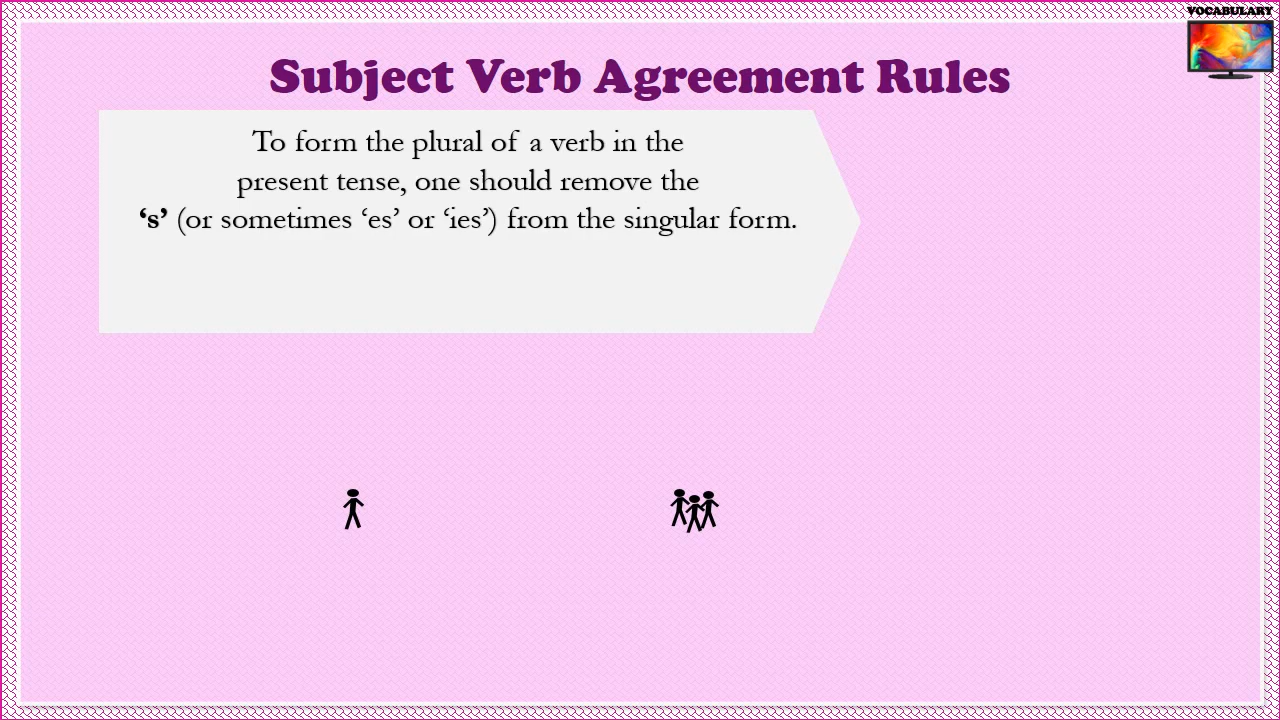 VOCABULARY
Subject Verb Agreement Rules
To form the plural of a verb in the
present tense, one should remove the
‘s’ (or sometimes ‘es’ or ‘ies’) from the singular form.